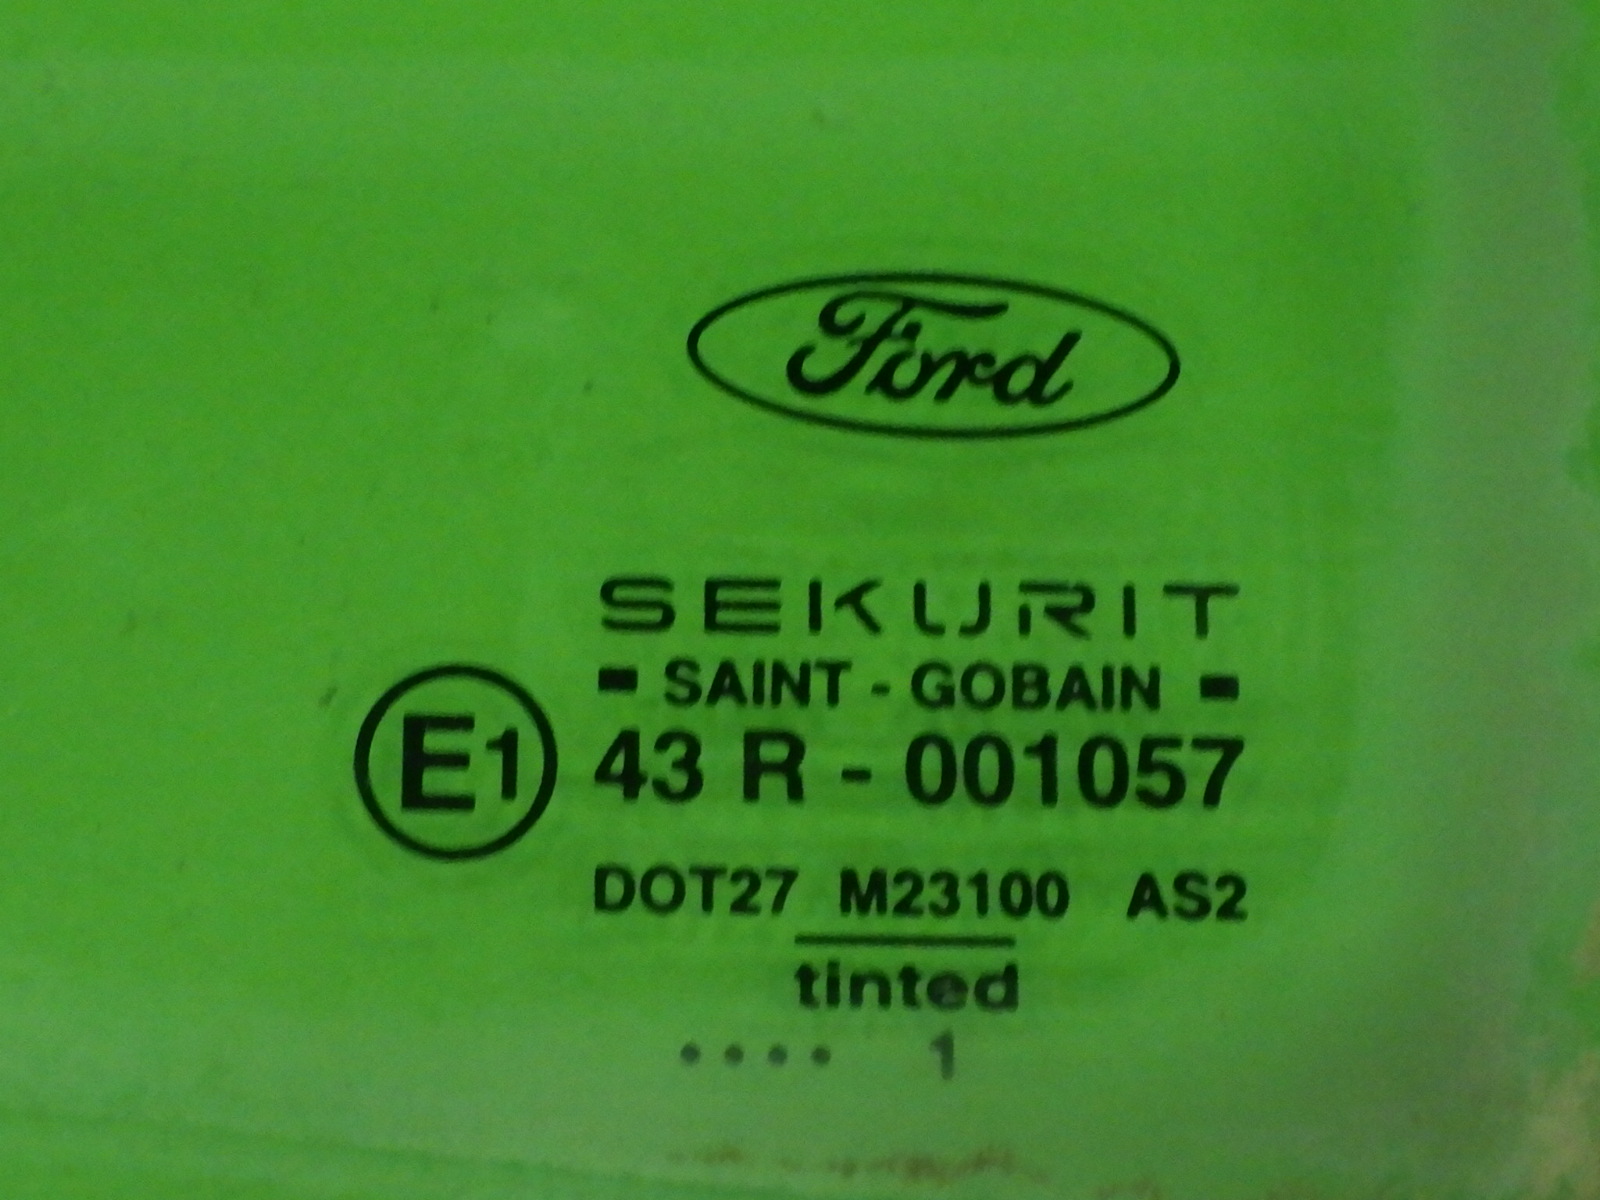 Ford
SEKURIT
- SAINT - GOBAIN -
E1 43 R - 001057
DOT27 M23100 AS2
tinted
.... 1